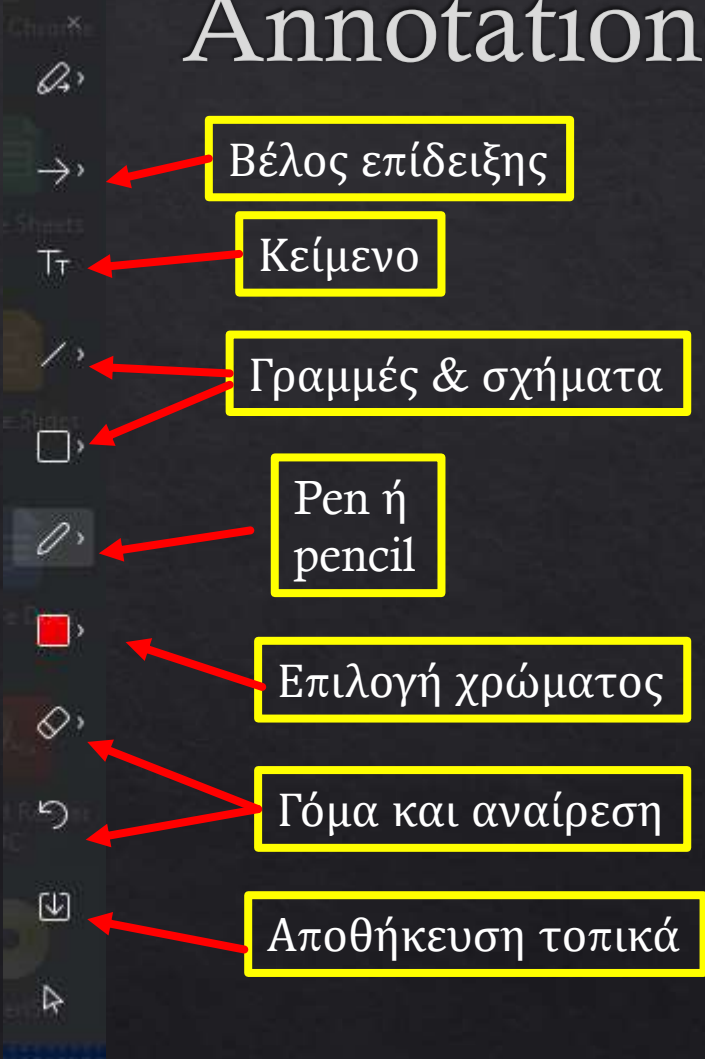 Annotation
Βέλος επίδειξης
Κείμενο
Γραμμές & σχήματα
Pen ή
pencil
Επιλογή χρώματος
Γόμα και αναίρεση
Αποθήκευση τοπικά